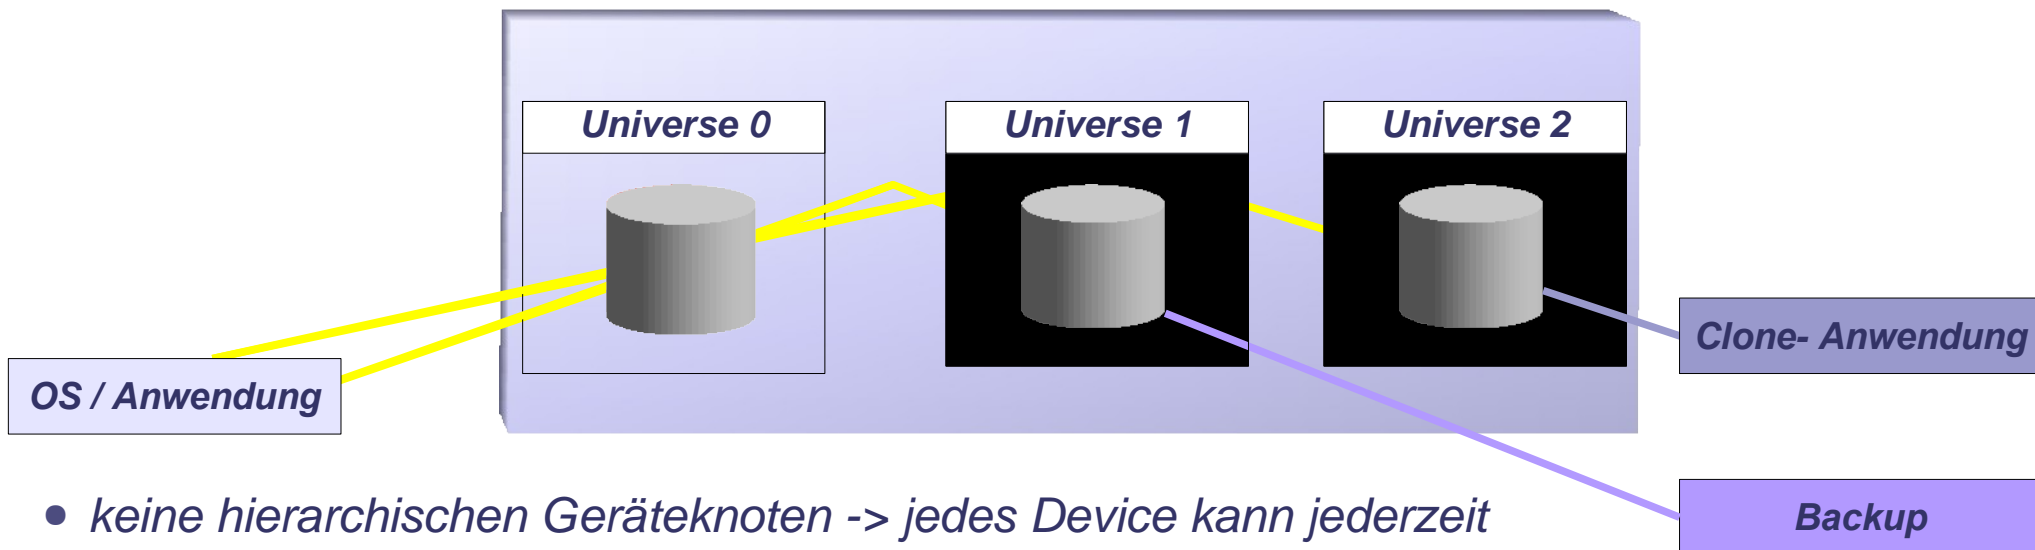 Universe 0
Universe 1
Universe 2
Clone- Anwendung
OS / Anwendung
• keine hierarchischen Geräteknoten -> jedes Device kann jederzeit
Backup